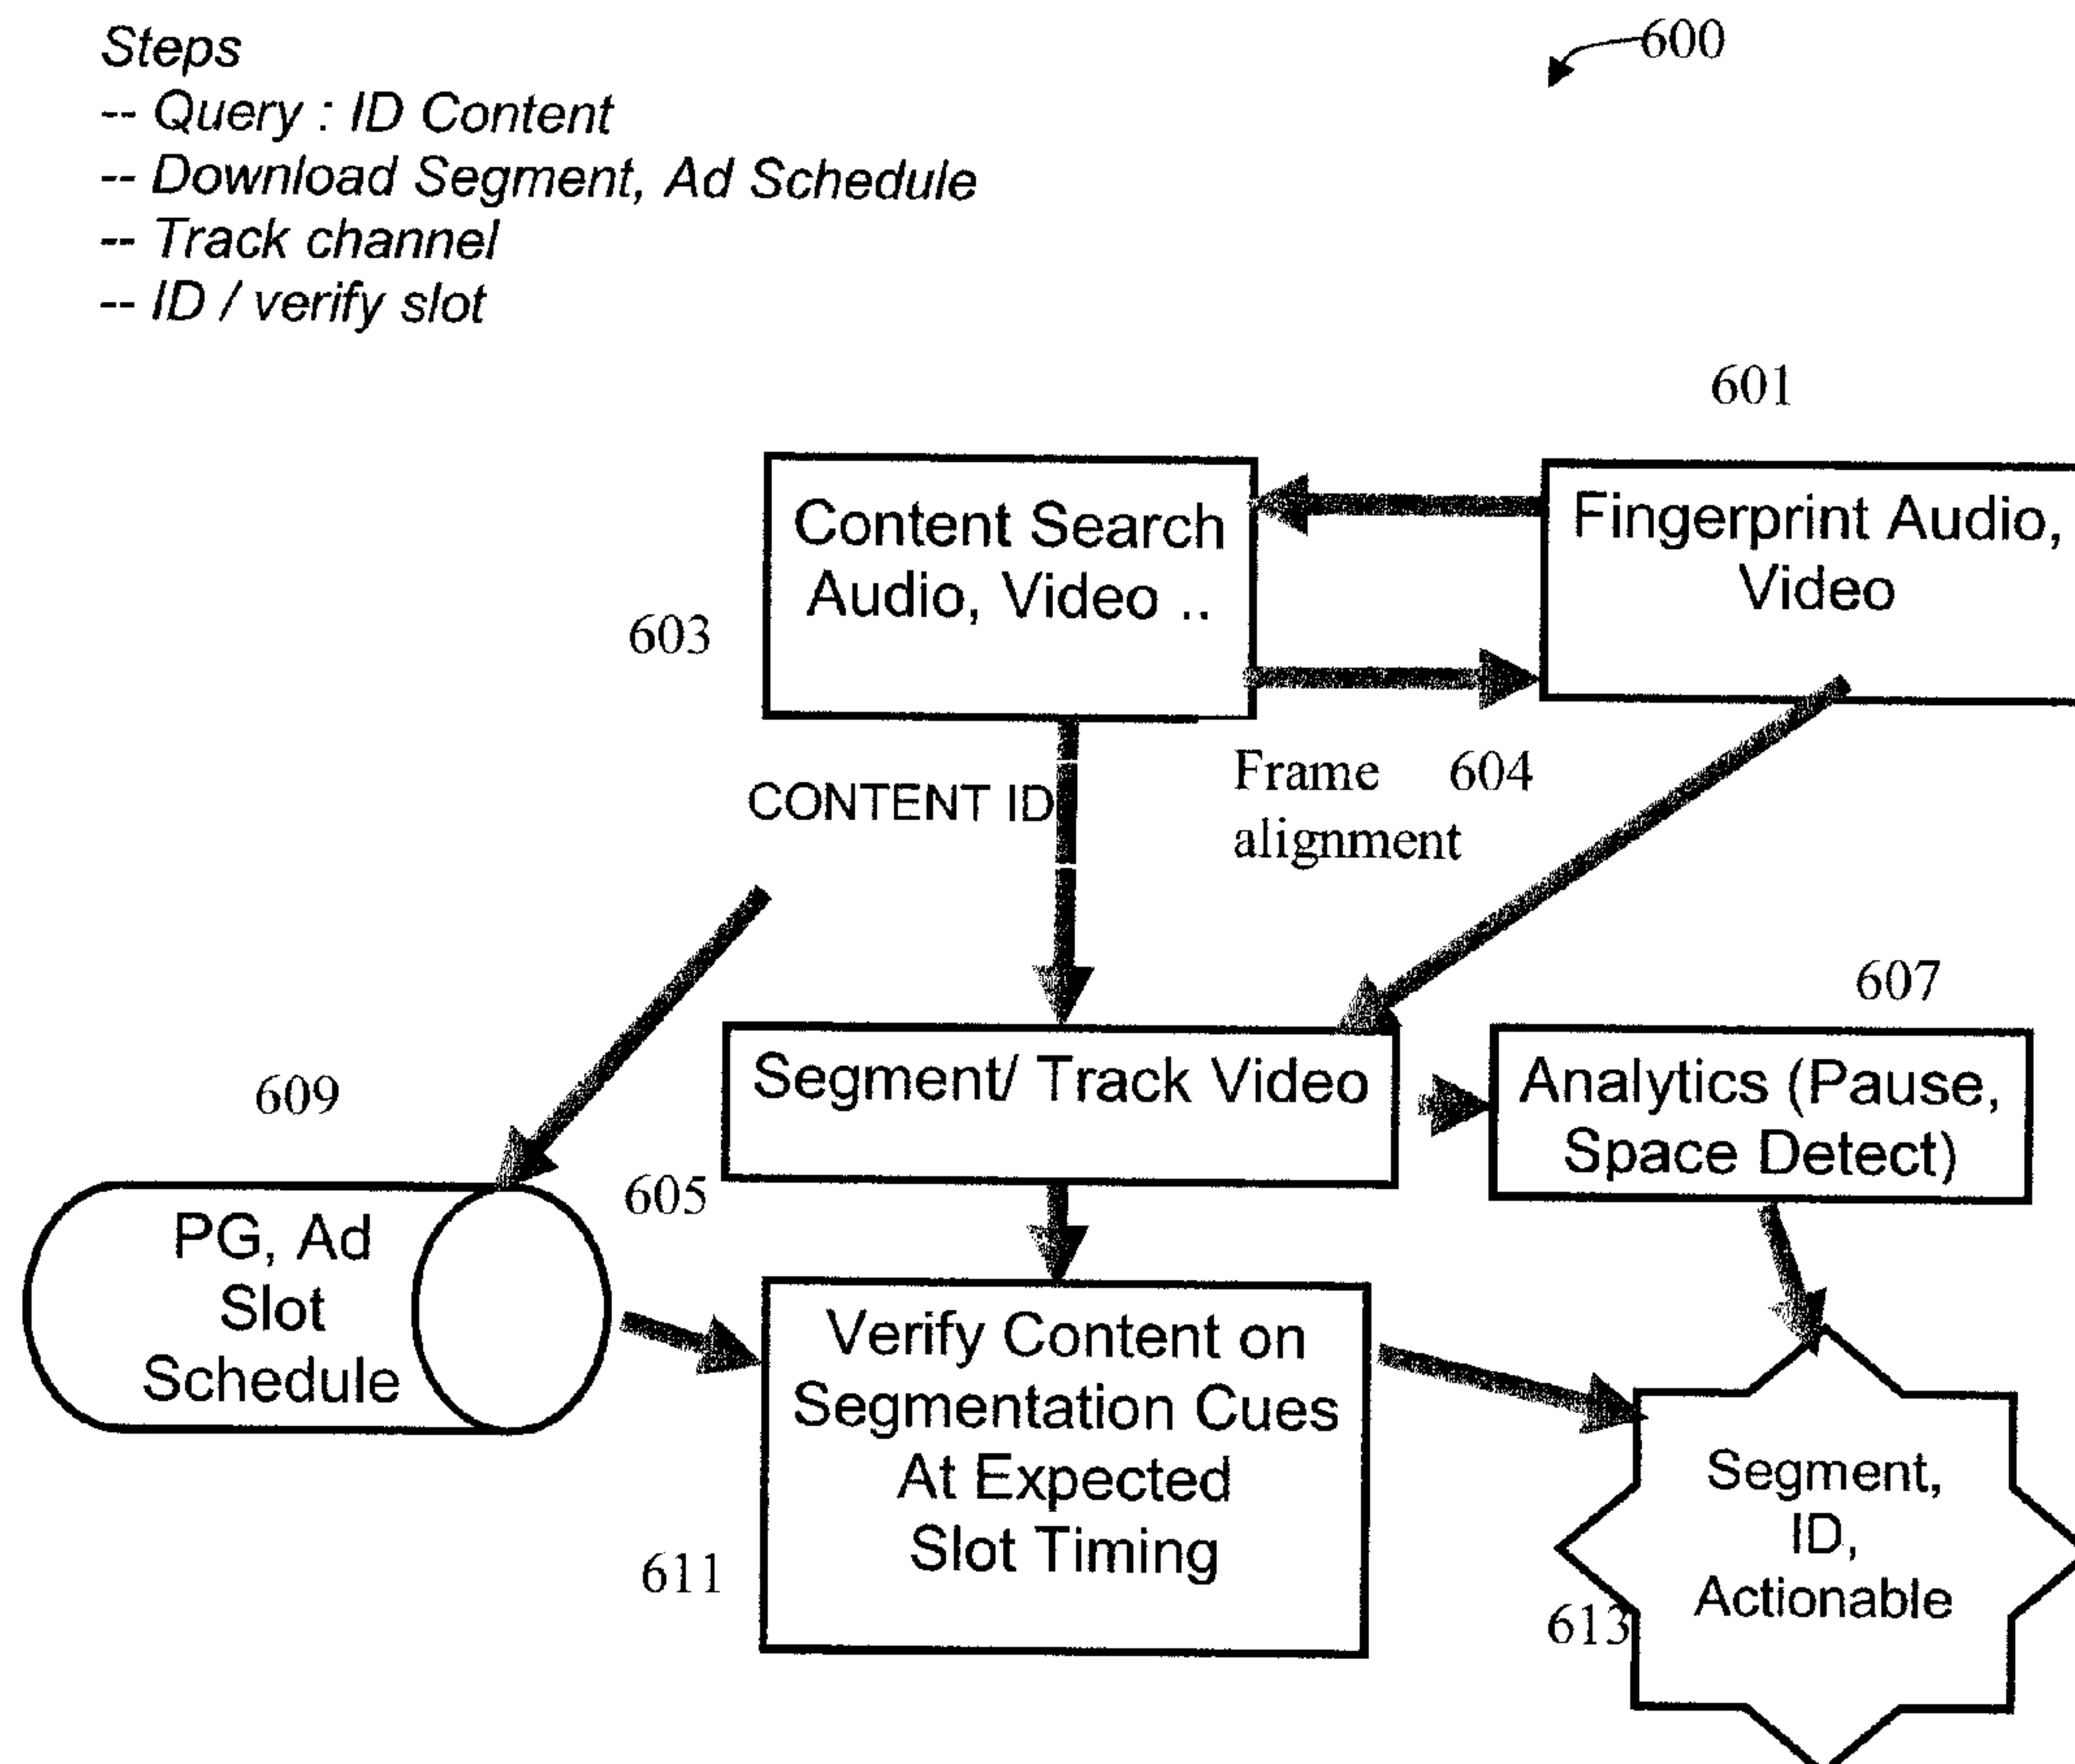 Steps
-- Query : ID Content
-- Download Segment, Ad Schedule
-- Track channel
-- ID / verify slot
600
601
Content Search
Audio, Video ..
603
Fingerprint Audio,
Video
CONTENT ID
Frame 604
alignment
607
609
Segment/ Track Video
605
Analytics (Pause,
Space Detect)
PG, Ad
Slot
Schedule
Verify Content on
Segmentation Cues
At Expected
Slot Timing
611
Segment,
ID,
Actionable
613